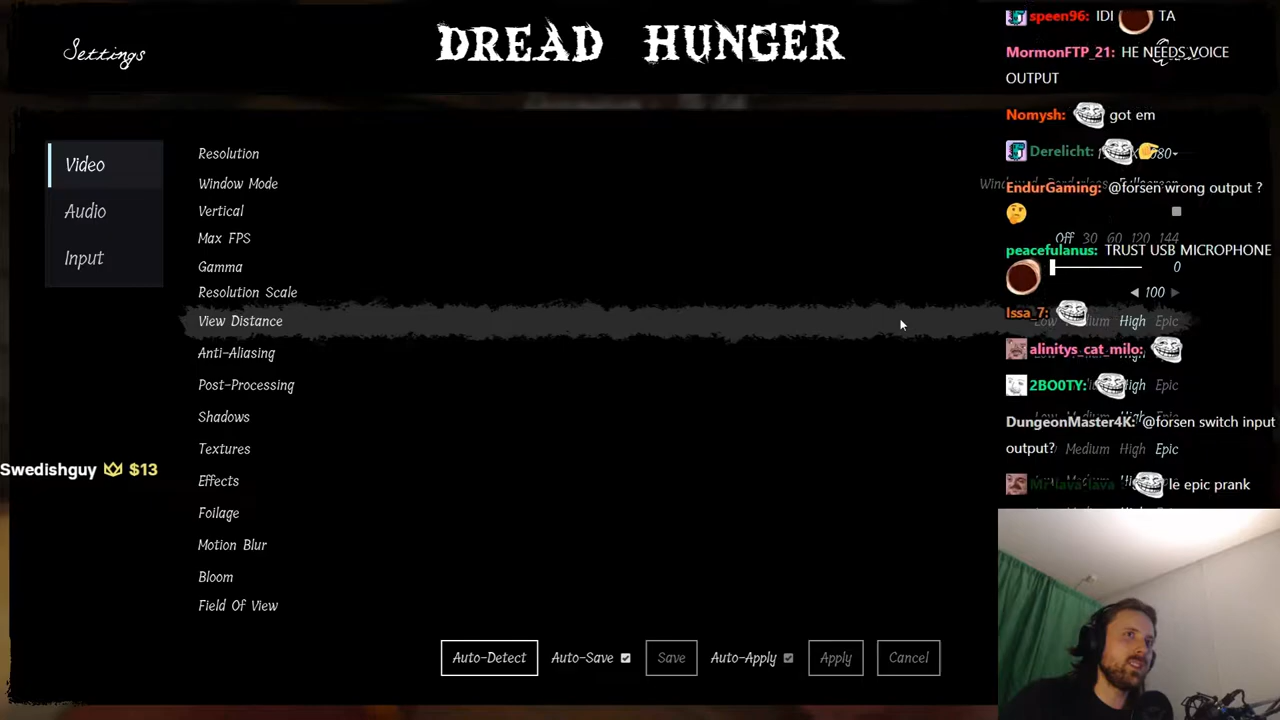 Settings
DREAD HUNGER
Video
Audio
Input
Resolution
Window Mode
Vertical
Max FPS
Off 30 60 120 144
Gamma
0
Resolution Scale
100
View Distance
High Epic
Anti-Aliasing
Post-Processing
High Epic
Shadows
Textures
Medium High Epic
Effects
Foilage
Motion Blur
Bloom
Field Of View
Swedishguy $13
Auto-Detect Auto-Save Save Auto-Apply Apply Cancel
speen96: IDI TA
MormonFTP_21: HE NEEDS VOICE
OUTPUT
Nomysh: got em
Derelicht:
EndurGaming: @forsen wrong output ?
peacefulanus: TRUST USB MICROPHONE
Issa_7:
alinitys_cat_milo:
2BO0TY:
DungeonMaster4K: @forsen switch input
output?
le epic prank